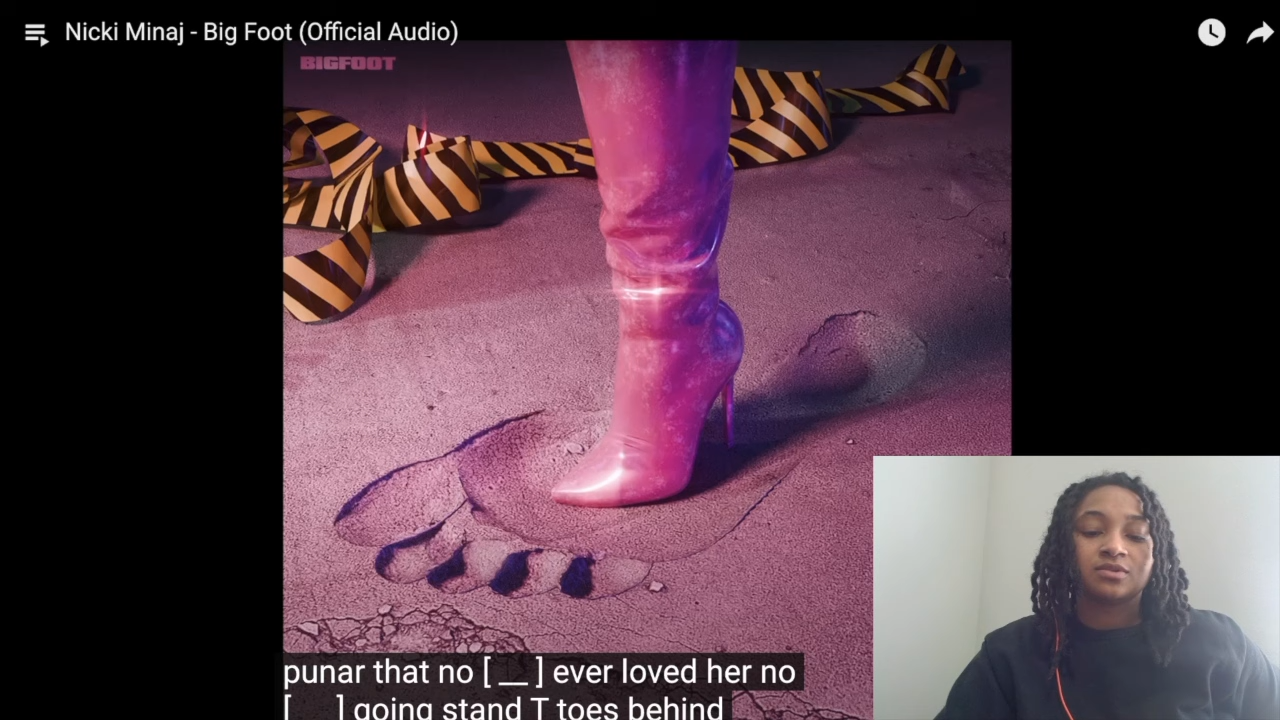 Nicki Minaj - Big Foot (Official Audio)
BIGFOOT
punar that no [ __ ] ever loved her no
[ __ ] going stand T toes behind